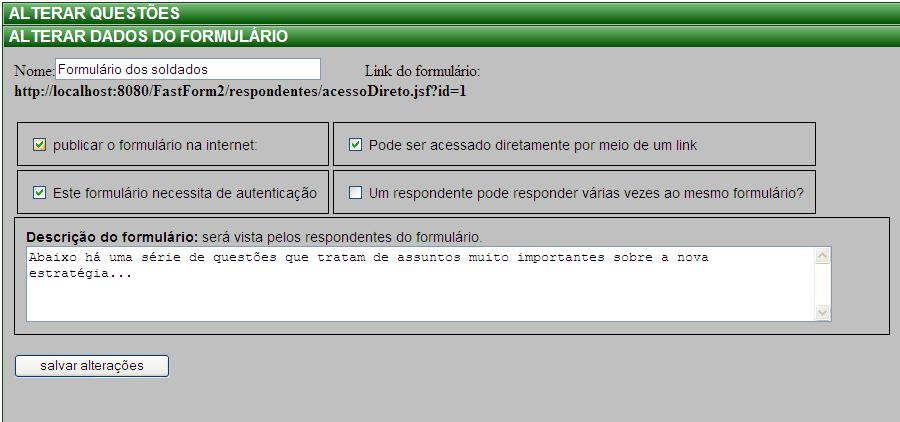 ALTERAR QUESTÕES
ALTERAR DADOS DO FORMULÁRIO
Nome: Formulário dos soldados Link do formulário:
http://localhost:8080/FastForm2/respondentes/acessoDireto.jsf?id=1
publicar o formulário na internet: Pode ser acessado diretamente por meio de um link
Este formulário necessita de autenticação Um respondente pode responder várias vezes ao mesmo formulário?
Descrição do formulário: será vista pelos respondentes do formulário.
Abaixo há uma série de questões que tratam de assuntos muito importantes sobre a nova
estratégia...
salvar alterações